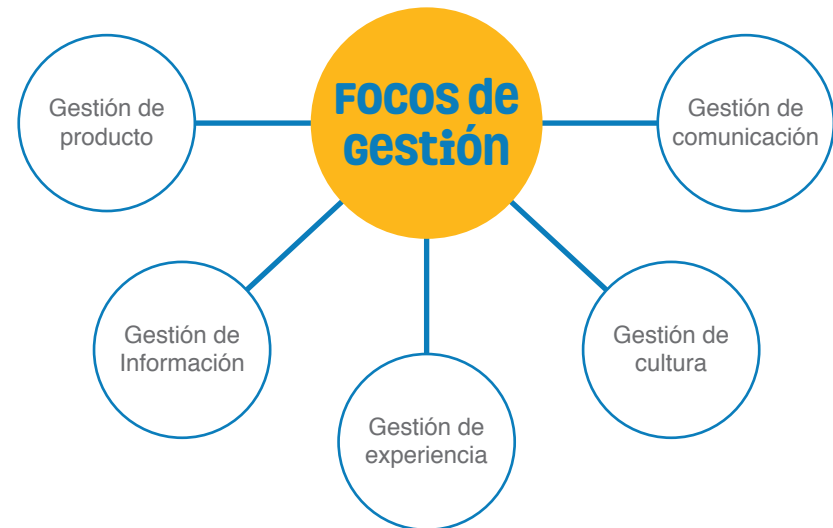 Focos de
Gestión
Gestión de
producto
Gestión de
comunicación
Gestión de
Información
Gestión de
cultura
Gestión de
experiencia